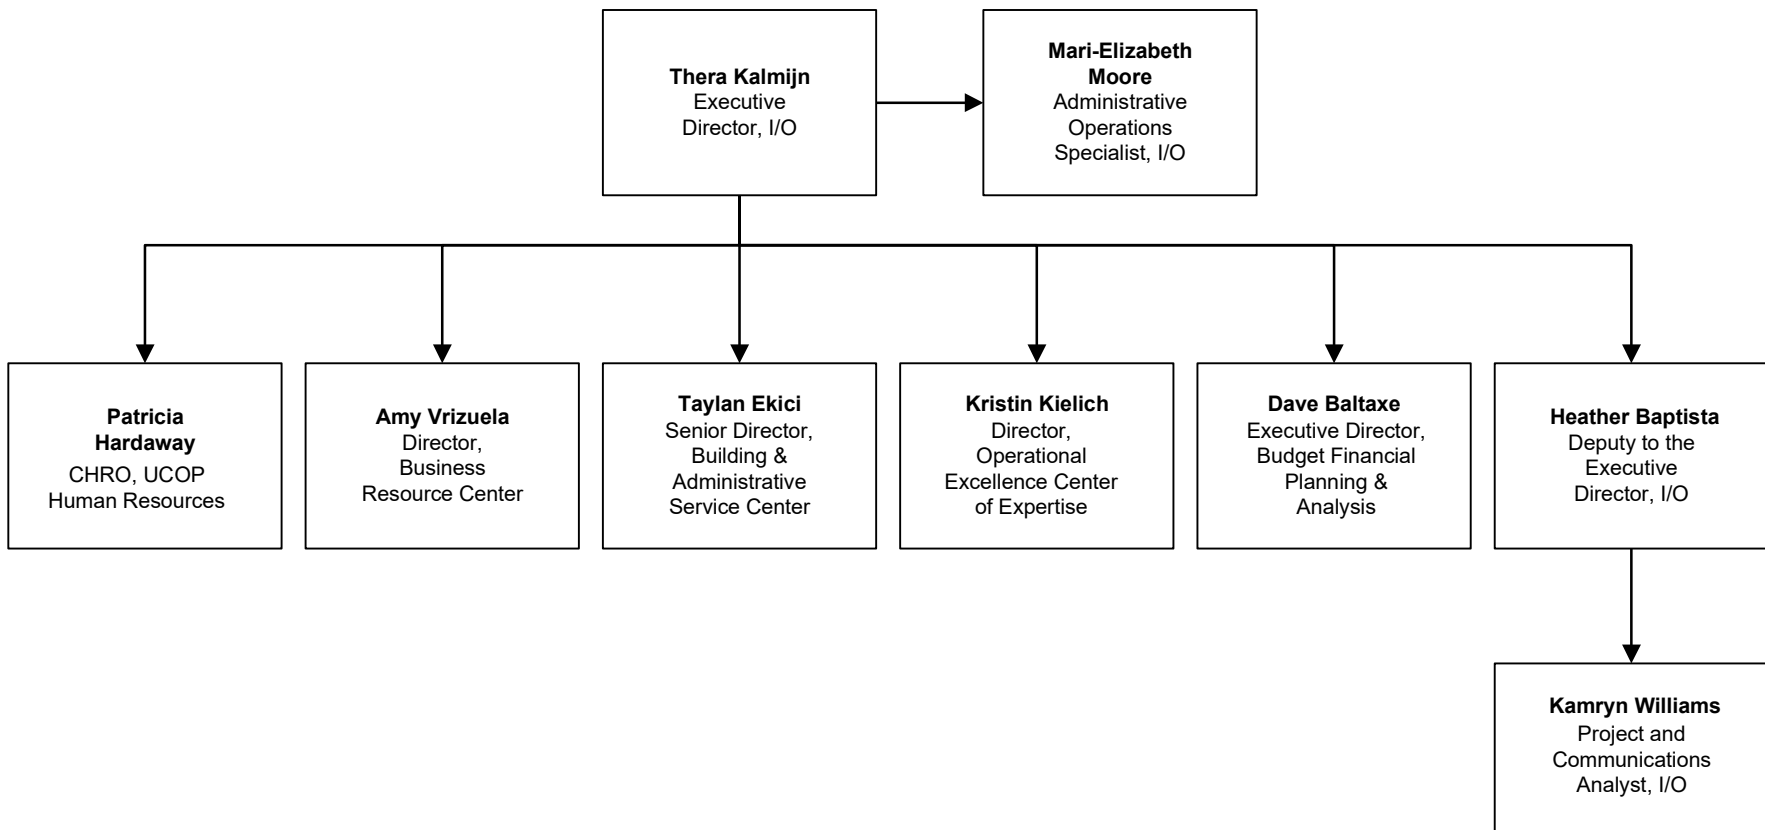 Thera Kalmijn
Executive
Director, I/O
Mari-Elizabeth
Moore
Administrative
Operations
Specialist, I/O
Patricia
Hardaway
CHRO, UCOP
Human Resources
Amy Vrizuela
Director,
Business
Resource Center
Taylan Ekici
Senior Director,
Building &
Administrative
Service Center
Kristin Kielich
Director,
Operational
Excellence Center
of Expertise
Dave Baltaxe
Executive Director,
Budget Financial
Planning &
Analysis
Heather Baptista
Deputy to the
Executive
Director, I/O
Kamryn Williams
Project and
Communications
Analyst, I/O